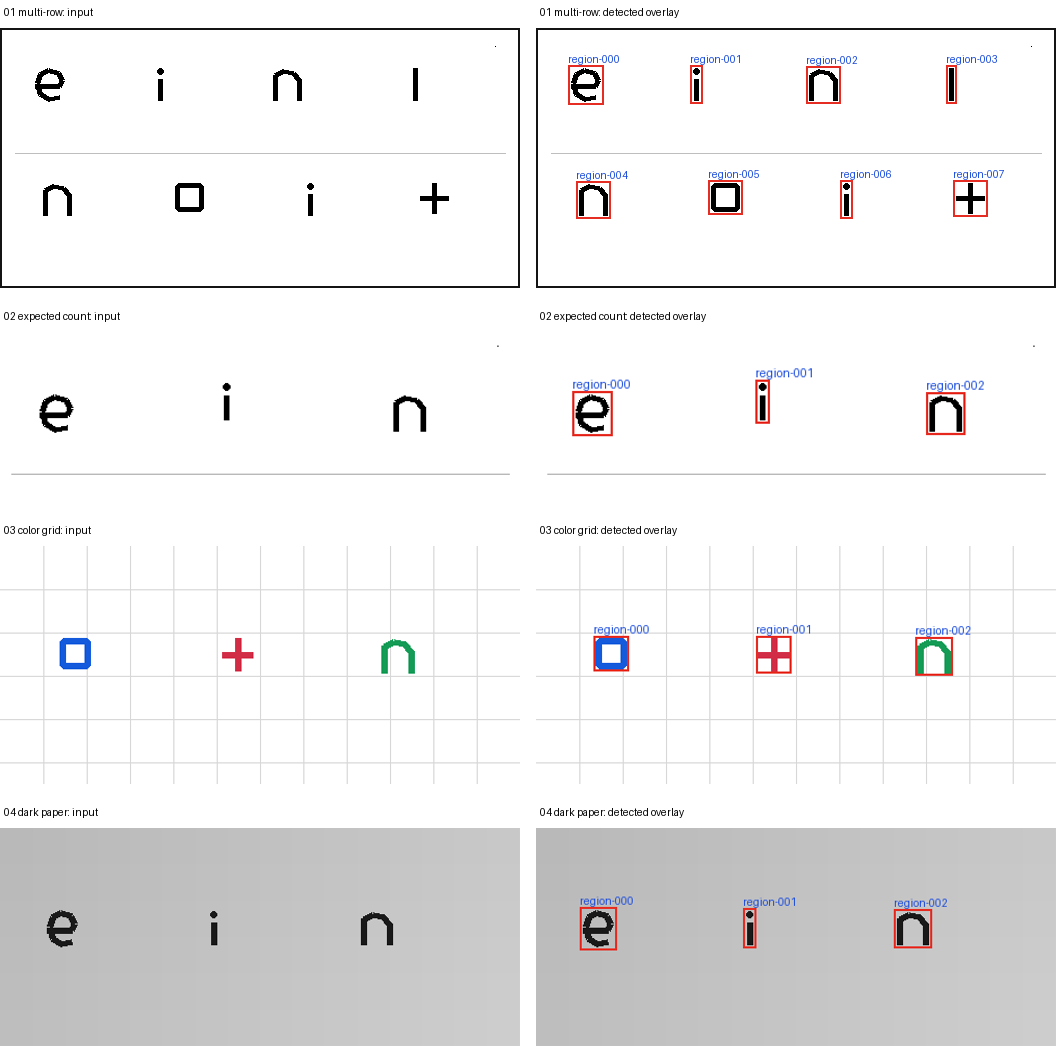 01 multi-row: input
01 multi-row: detected overlay
e i n l
region-000 region-001 region-002 region-003
e i n l
n o i +
region-004 region-005 region-006 region-007
n o i +
02 expected count: input
02 expected count: detected overlay
e i n
region-000 region-001 region-002
e i n
03 color grid: input
03 color grid: detected overlay
o + n
region-000 region-001 region-002
o + n
04 dark paper: input
04 dark paper: detected overlay
e i n
region-000 region-001 region-002
e i n